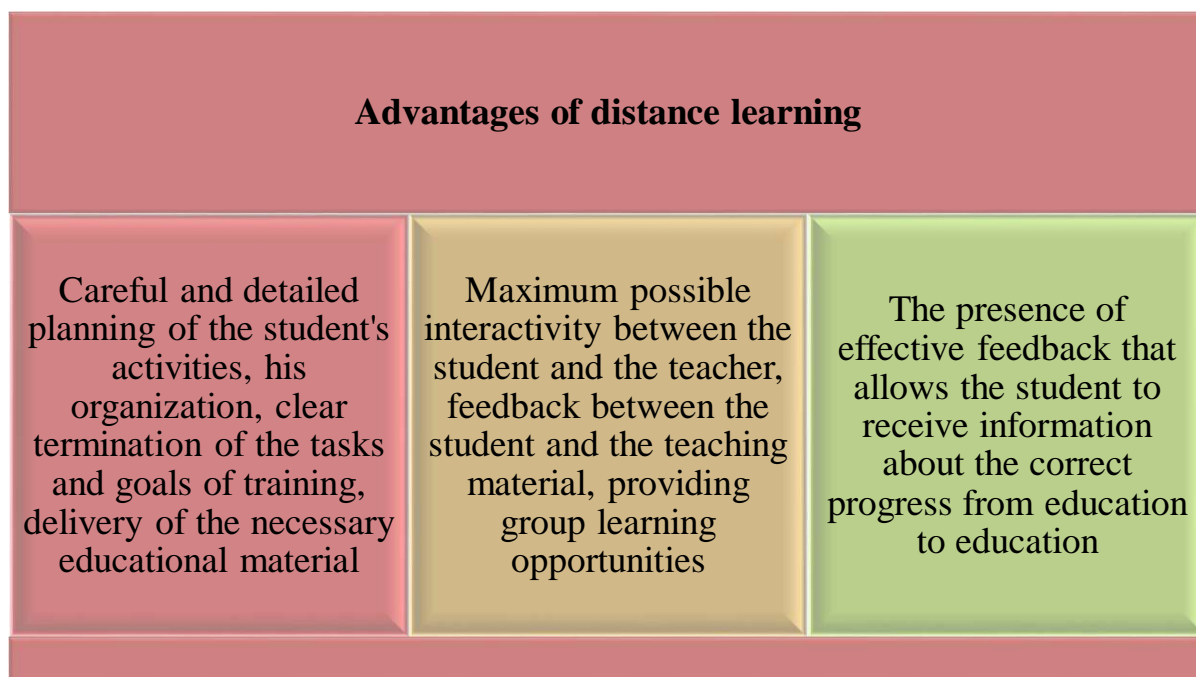 Advantages of distance learning
Careful and detailed
planning of the student's
activities, his
organization, clear
termination of the tasks
and goals of training,
delivery of the necessary
educational material
Maximum possible
interactivity between the
student and the teacher,
feedback between the
student and the teaching
material, providing
group learning
opportunities
The presence of
effective feedback that
allows the student to
receive information
about the correct
progress from education
to education